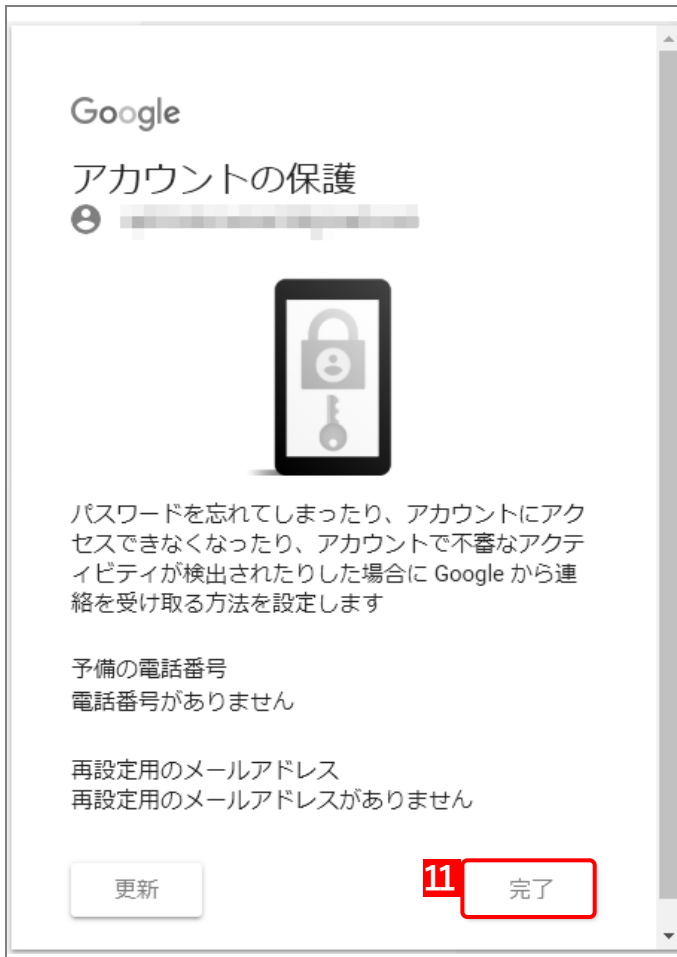 Google
アカウントの保護
パスワードを忘れてしまったり、アカウントにアク
セスできなくなったり、アカウントで不審なアクテ
ィビティが検出されたりした場合に Google から連
絡を受け取る方法を設定します
予備の電話番号
電話番号がありません
再設定用のメールアドレス
再設定用のメールアドレスがありません
更新
11 完了